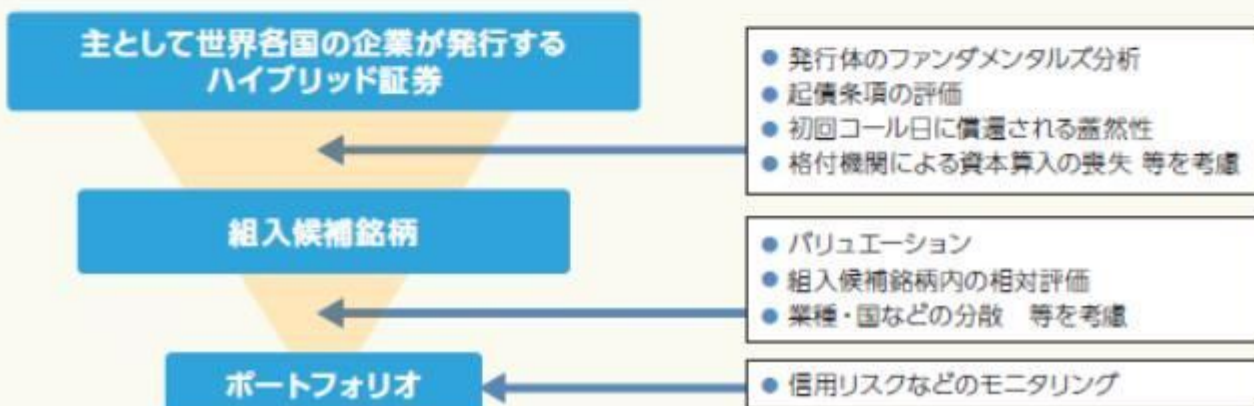 主として世界各国の企業が発行する
ハイブリッド証券
● 発行体のファンダメンタルズ分析
● 起債条項の評価
● 初回コール日に償還される蓋然性
● 格付機関による資本算入の喪失 等を考慮
組入候補銘柄
● バリュエーション
● 組入候補銘柄内の相対評価
● 業種・国などの分散　等を考慮
ポートフォリオ
● 信用リスクなどのモニタリング